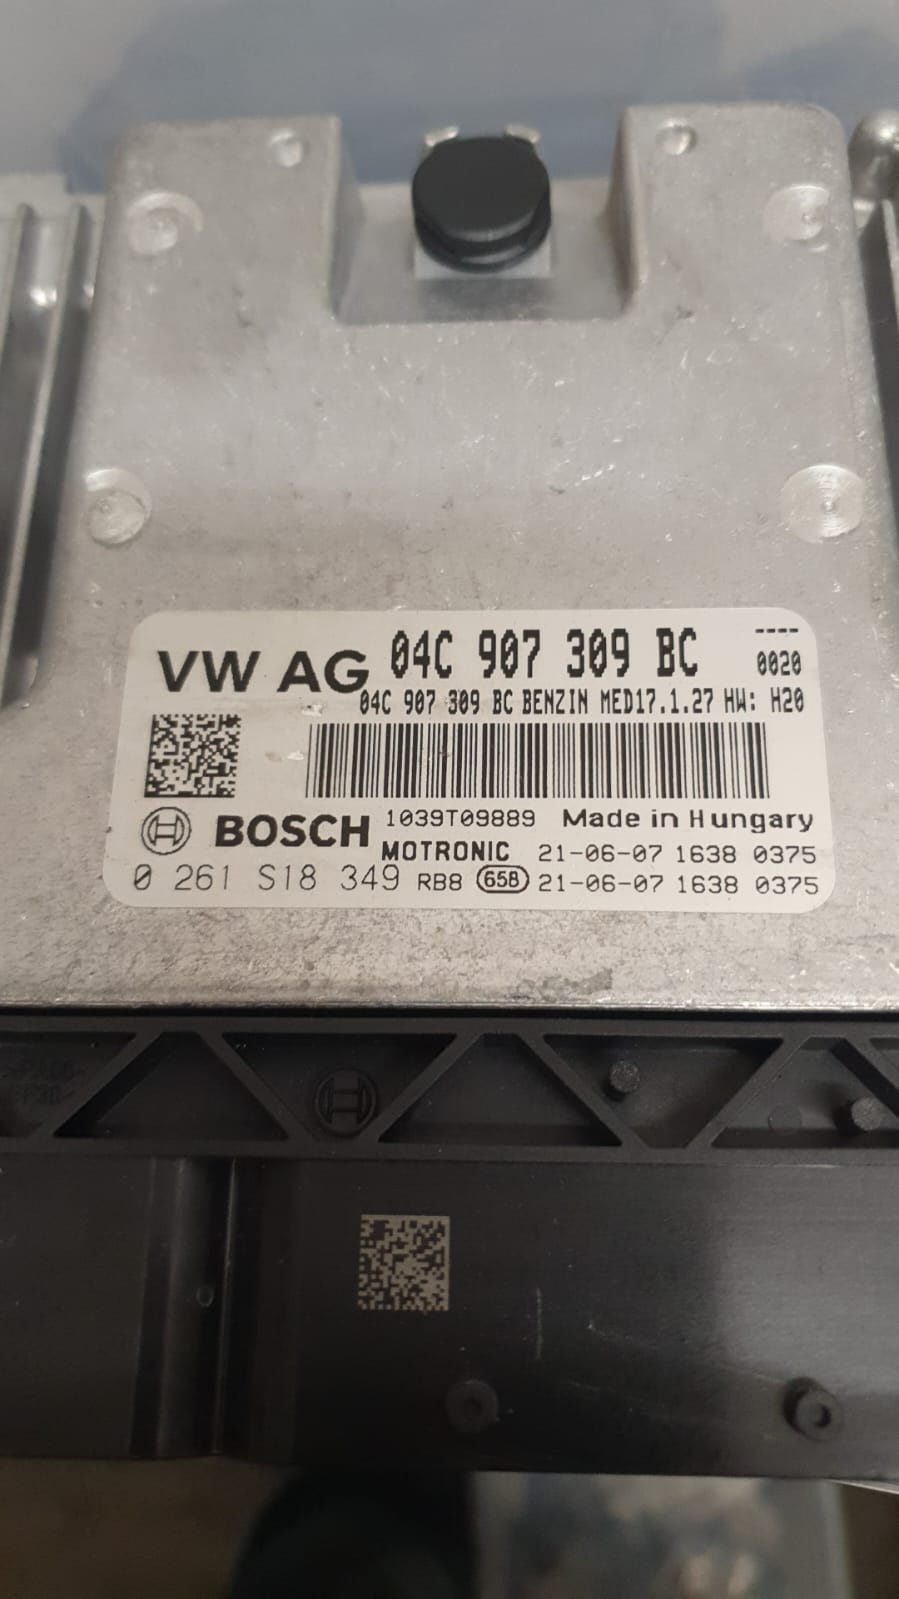 VW AG 04C 907 309 BC ----
0020
04C 907 309 BC BENZIN MED17.1.27 HW: H20
BOSCH 1039T09889 Made in Hungary
MOTRONIC 21-06-07 1638 0375
0 261 S18 349 RB8 658 21-06-07 1638 0375